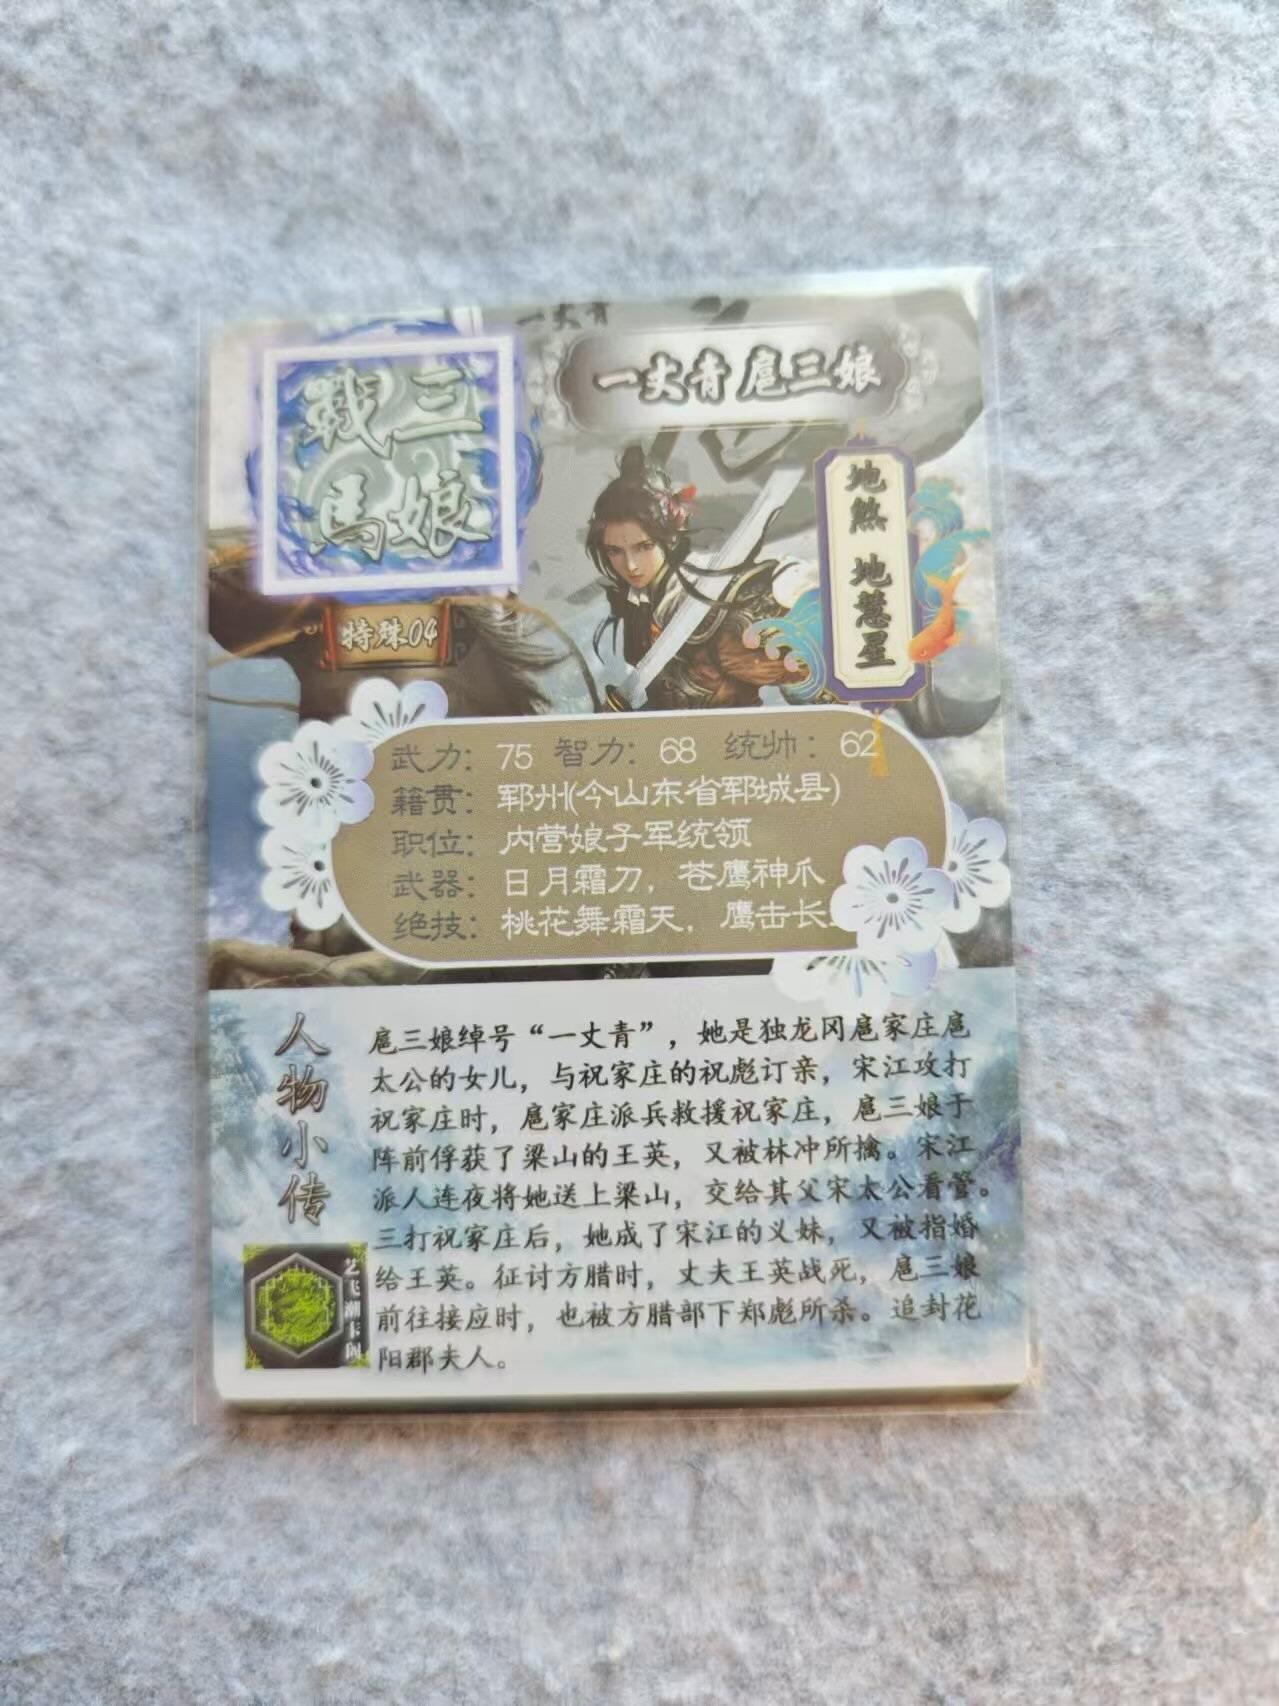 一丈青
三娘
戰馬
一丈青 扈三娘
地煞 地慧星
特殊04
武力：75 智力：68 统帅：62
籍贯：郓州(今山东省郓城县)
职位：内营娘子军统领
武器：日月霜刀，苍鹰神爪
绝技：桃花舞霜天，鹰击长
人物小传
扈三娘绰号“一丈青”，她是独龙冈扈家庄扈
太公的女儿，与祝家庄的祝彪订亲，宋江攻打
祝家庄时，扈家庄派兵救援祝家庄，扈三娘于
阵前俘获了梁山的王英，又被林冲所擒。宋江
派人连夜将她送上梁山，交给其父宋太公看管。
三打祝家庄后，她成了宋江的义妹，又被指婚
给王英。征讨方腊时，丈夫王英战死，扈三娘
前往接应时，也被方腊部下郑彪所杀。追封花
阳郡夫人。